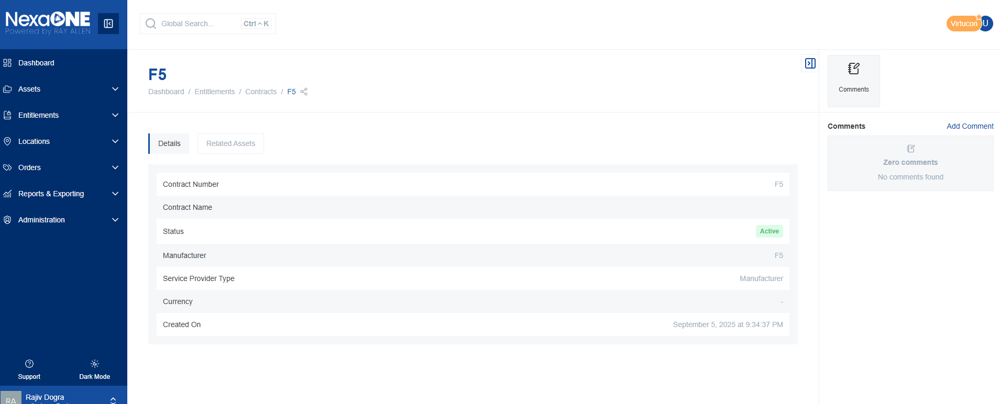 NexaONE
Powered by RAY ALLEN
Global Search...
Ctrl ^ K
Virtucon
U
Dashboard
Assets
Entitlements
Locations
Orders
Reports & Exporting
Administration
Support
Dark Mode
RA
Rajiv Dogra
F5
Dashboard / Entitlements / Contracts / F5
Details
Related Assets
Contract Number
F5
Contract Name
Status
Active
Manufacturer
F5
Service Provider Type
Manufacturer
Currency
-
Created On
September 5, 2025 at 9:34:37 PM
Comments
Comments
Add Comment
Zero comments
No comments found